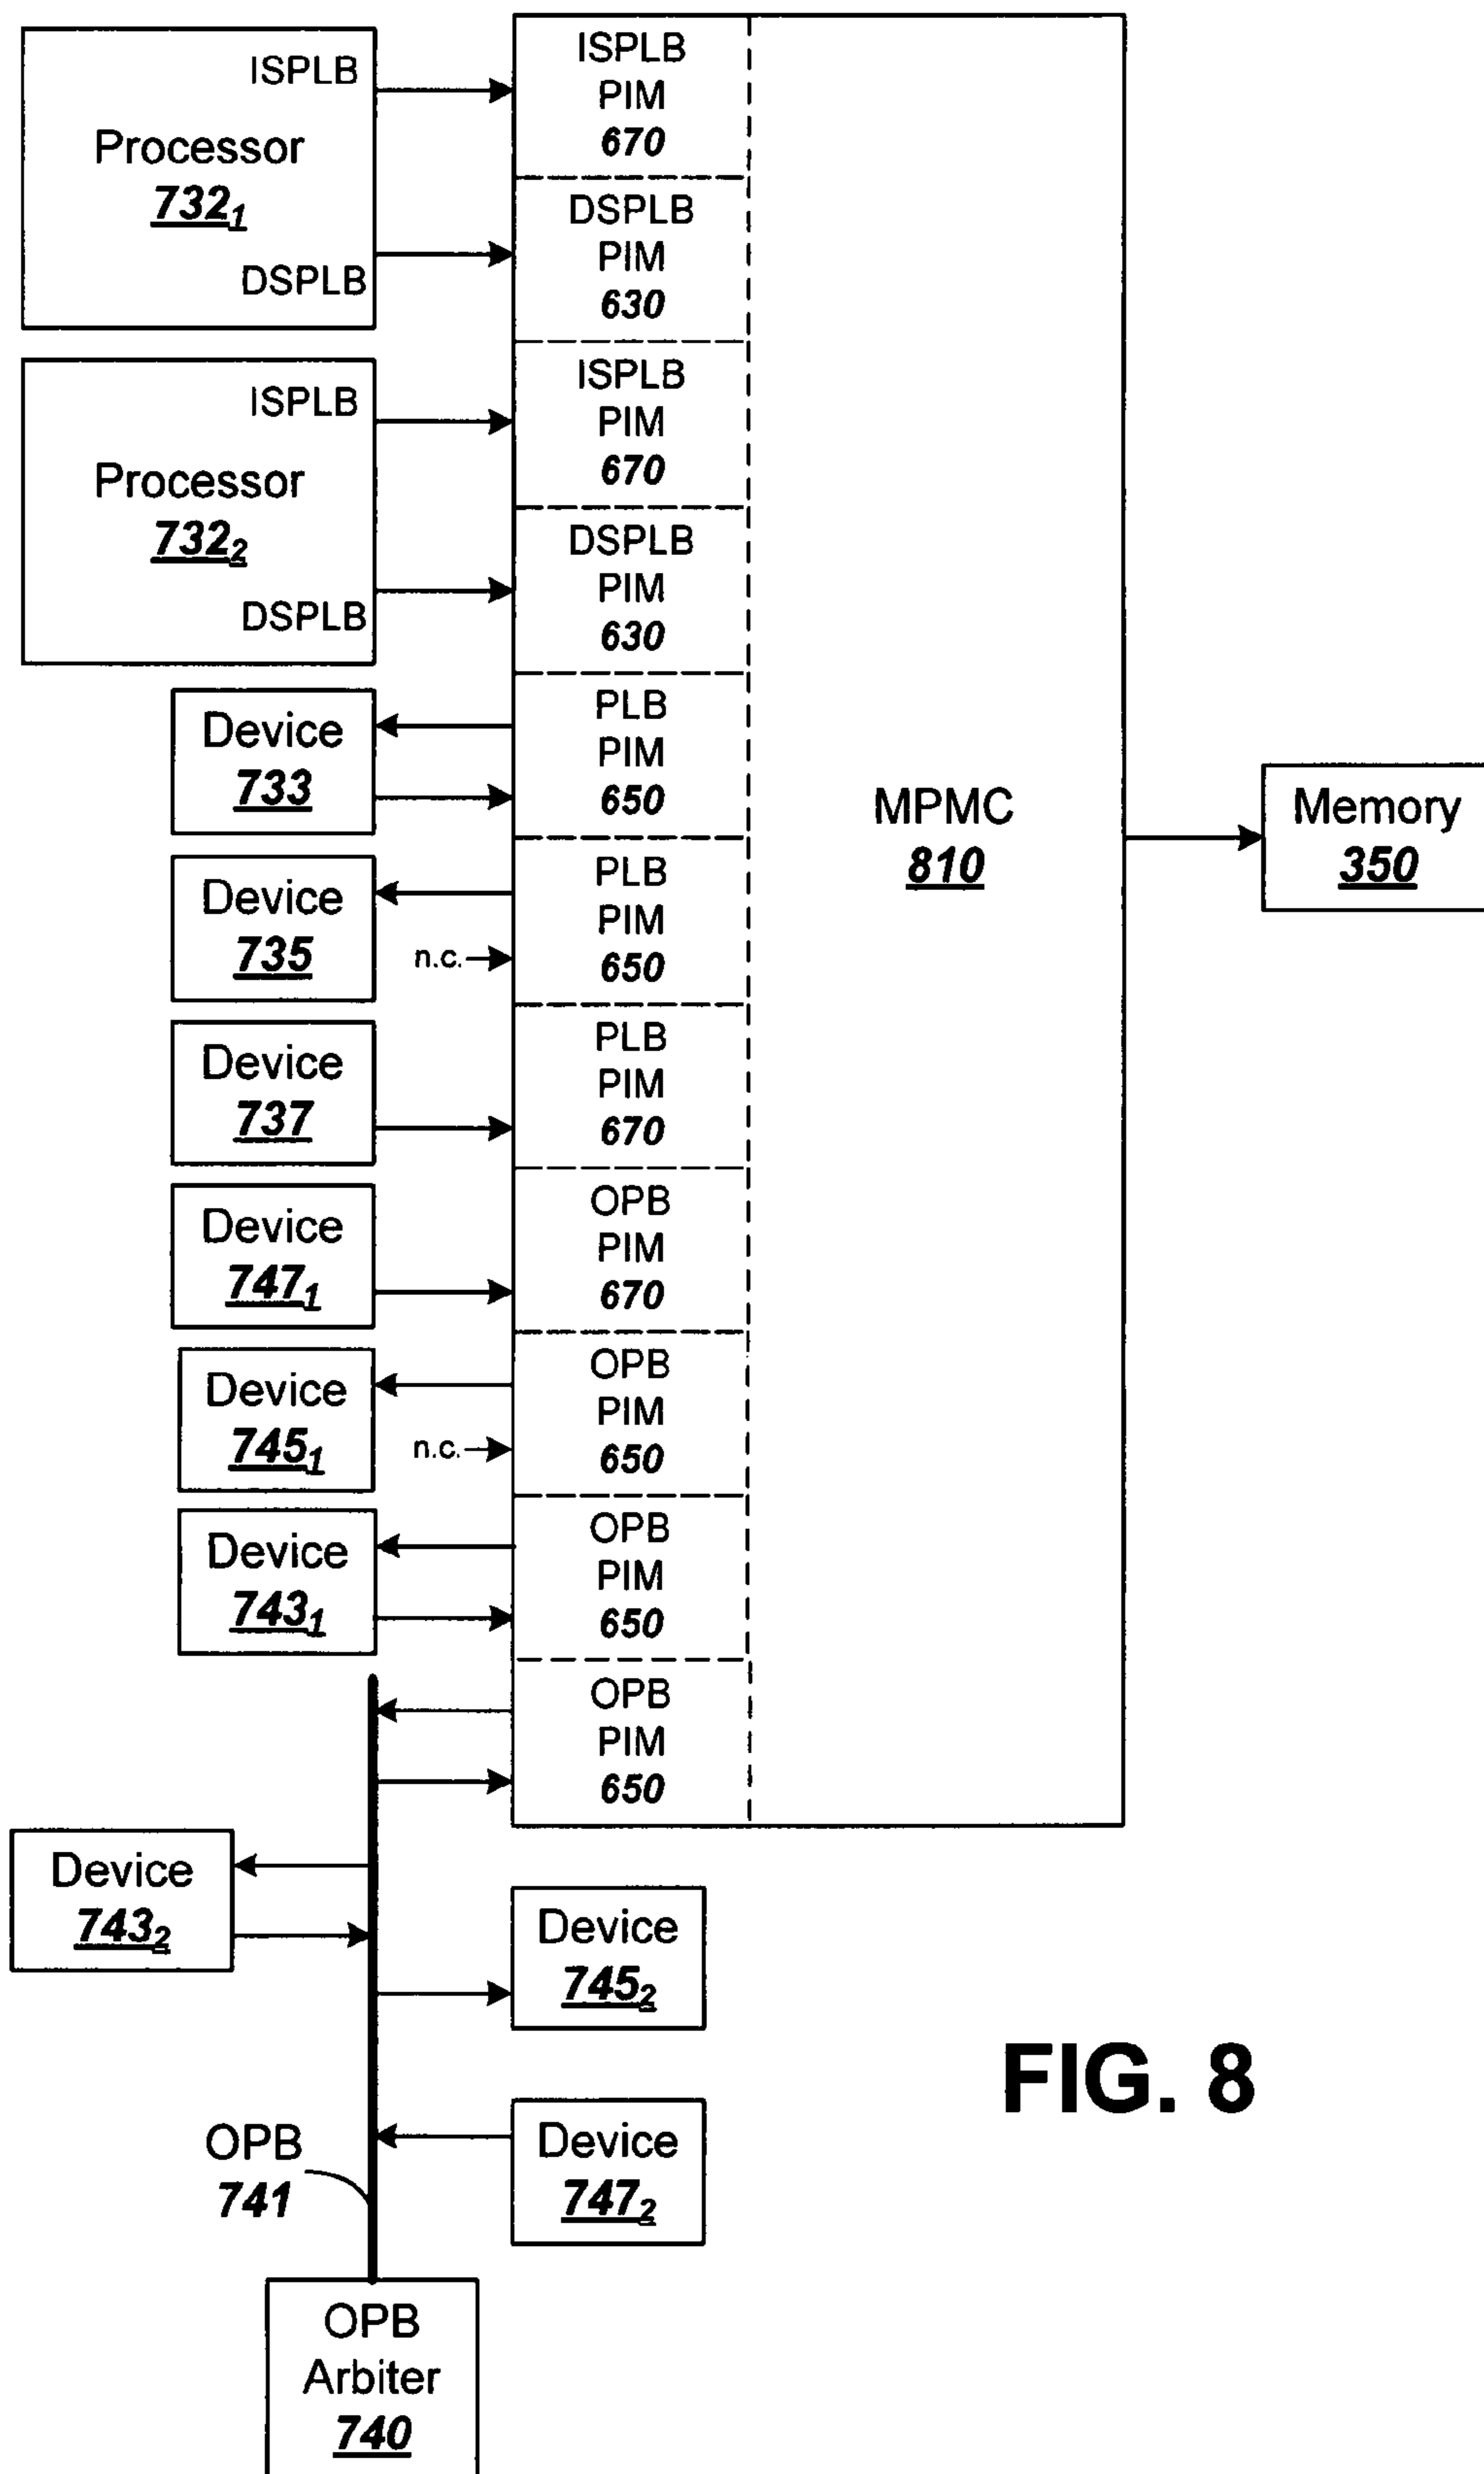 ISPLB
Processor
732₁
DSPLB
ISPLB
Processor
732₂
DSPLB
Device
733
Device
735
n.c.
Device
737
Device
747₁
Device
745₁
n.c.
Device
743₁
ISPLB
PIM
670
DSPLB
PIM
630
ISPLB
PIM
670
DSPLB
PIM
630
PLB
PIM
650
PLB
PIM
650
PLB
PIM
670
OPB
PIM
670
OPB
PIM
650
OPB
PIM
650
OPB
PIM
650
MPMC
810
Memory
350
Device
743₂
Device
745₂
Device
747₂
OPB
741
OPB
Arbiter
740
FIG. 8